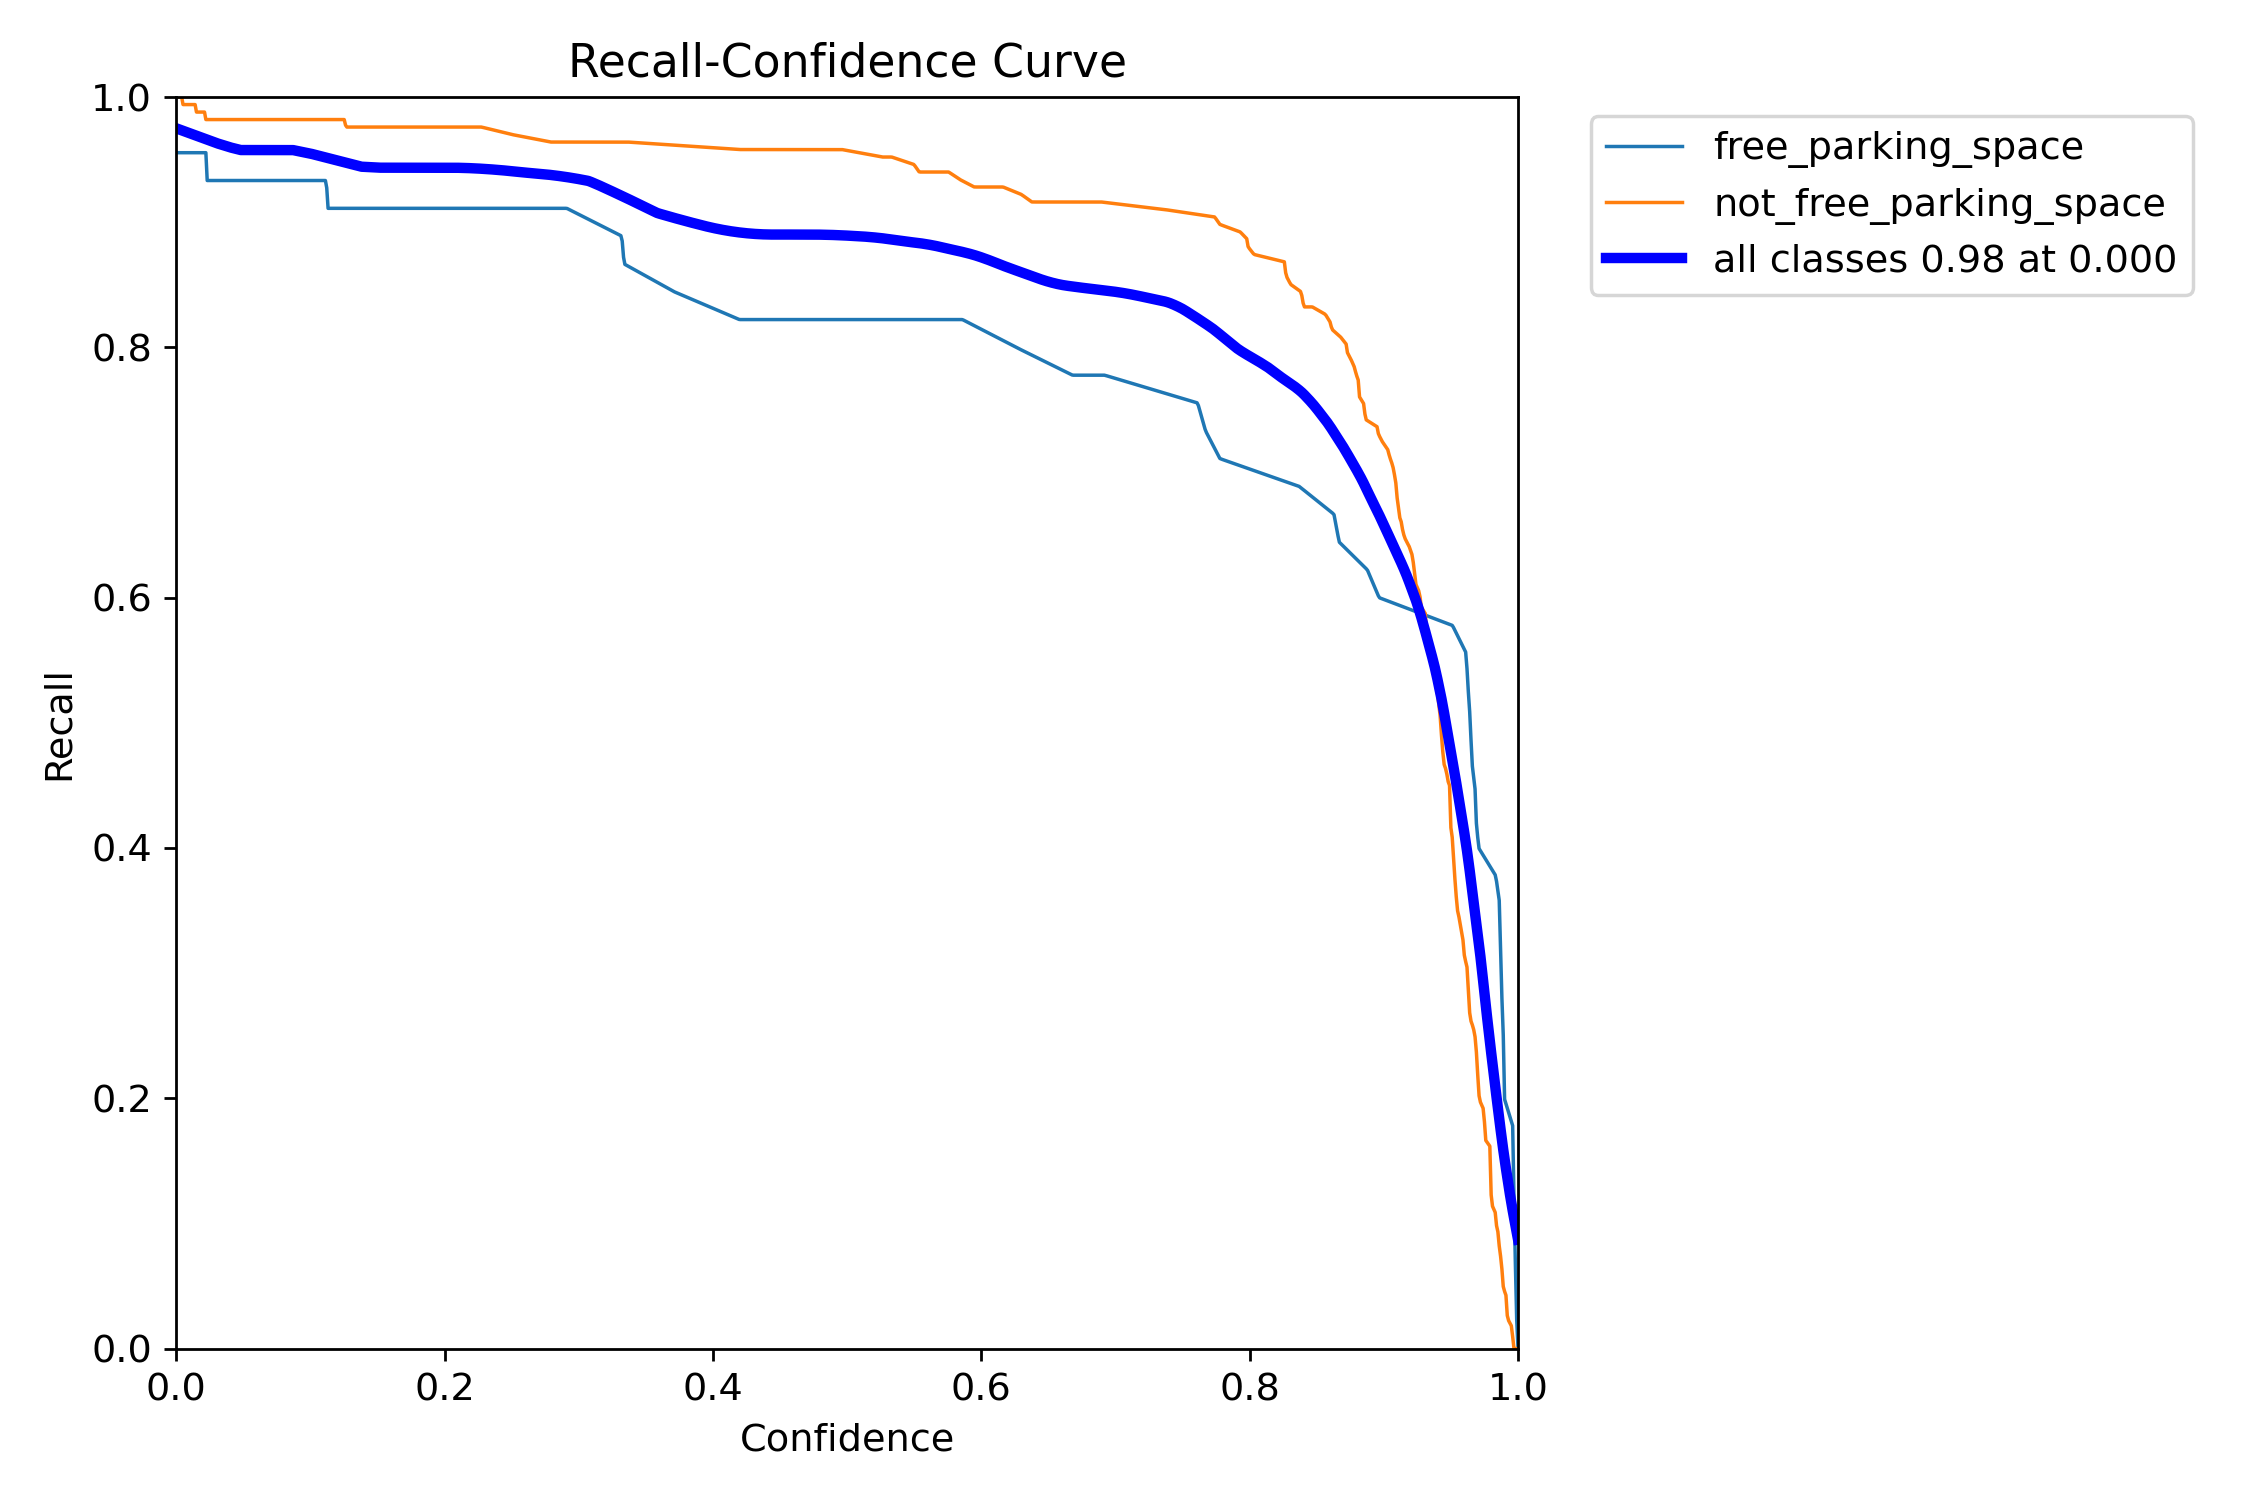 Recall-Confidence Curve
1.0
0.8
0.6
0.4
0.2
0.0
Recall
0.0 0.2 0.4 0.6 0.8 1.0
Confidence
free_parking_space
not_free_parking_space
all classes 0.98 at 0.000